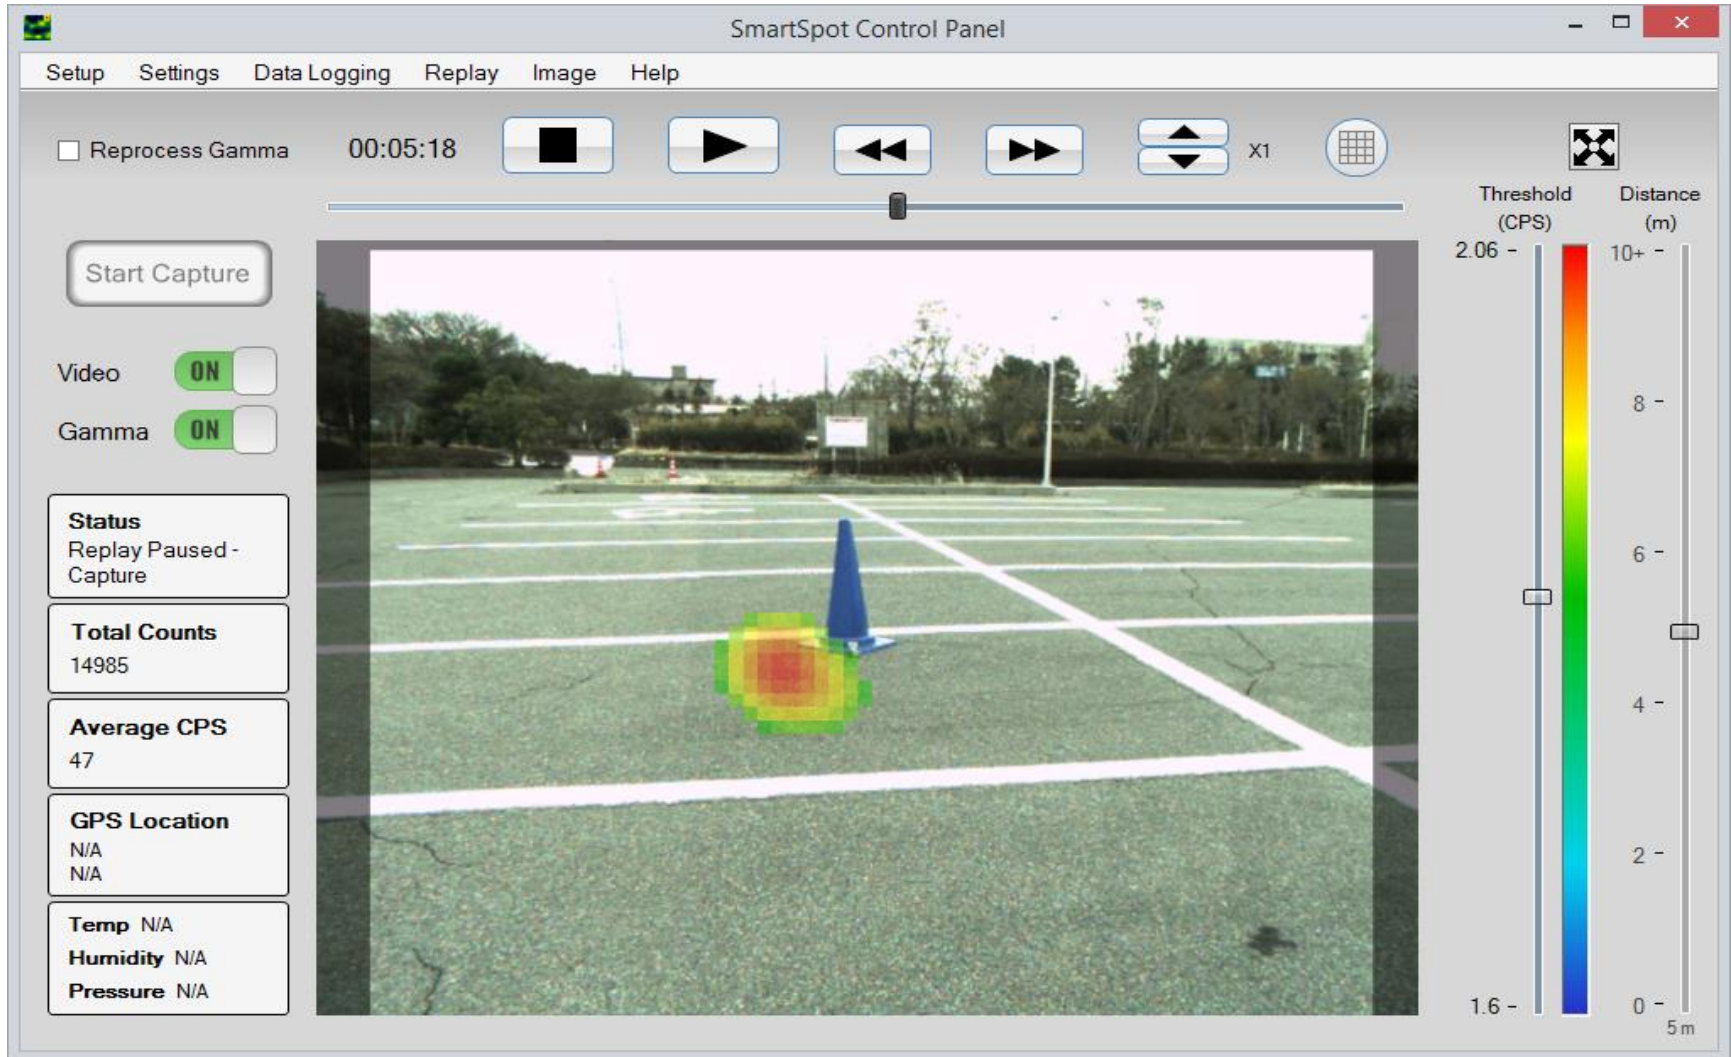 SmartSpot Control Panel
Setup Settings Data Logging Replay Image Help
Reprocess Gamma 00:05:18 X1
Threshold
(CPS)
Distance
(m)
Start Capture
Video ON
Gamma ON
Status
Replay Paused -
Capture
Total Counts
14985
Average CPS
47
GPS Location
N/A
N/A
Temp N/A
Humidity N/A
Pressure N/A
2.06
1.6
10+
8
6
4
2
0
5 m